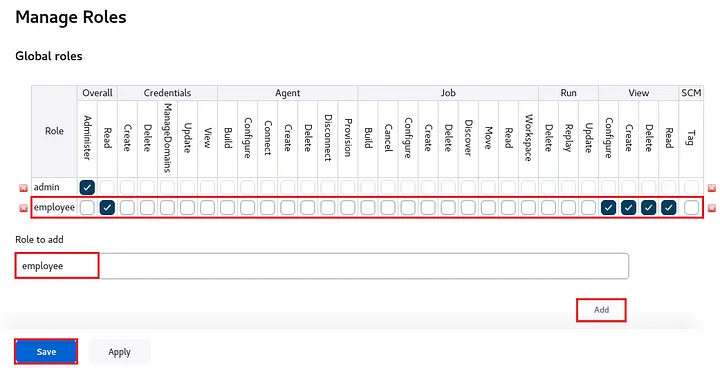 Manage Roles
Global roles
Overall Credentials Agent Job Run View SCM
Role Administer Read Create Delete ManageDomains Update View Build Configure Connect Create Delete Disconnect Provision Build Cancel Configure Create Delete Discover Move Read Workspace Delete Replay Update Configure Create Delete Read Tag
admin
employee
Role to add
employee
Add
Save Apply